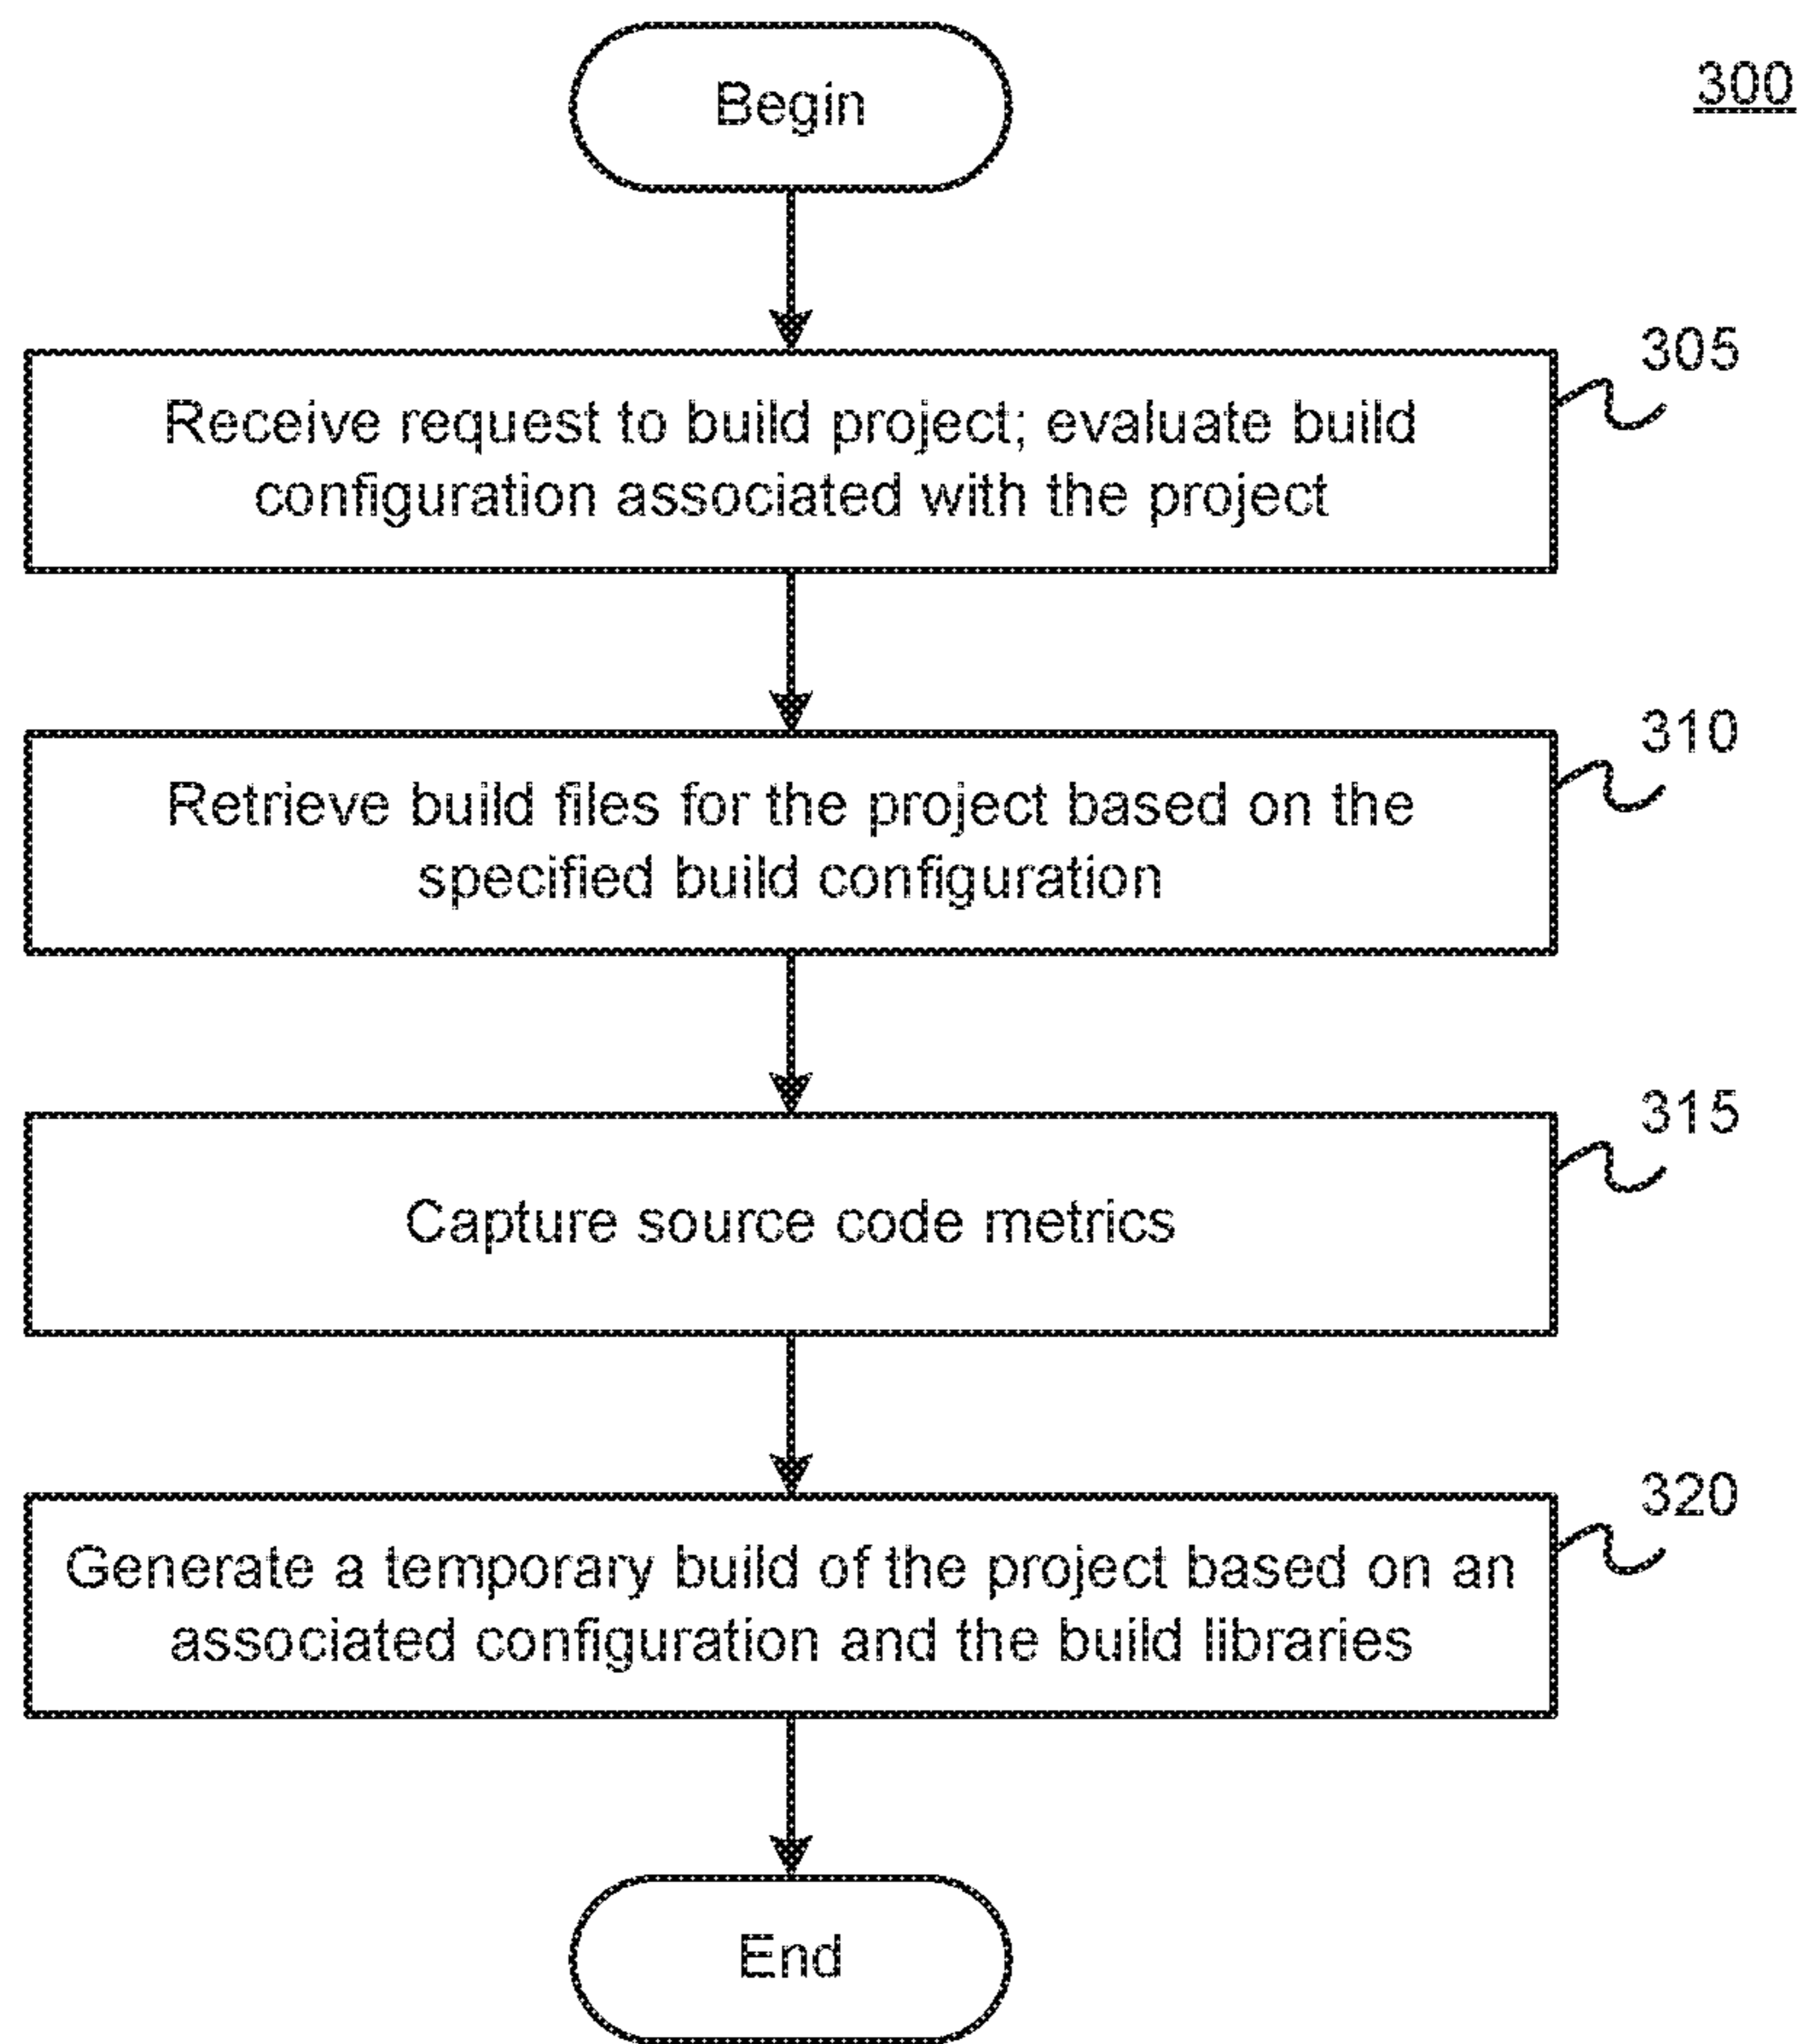 Begin
300
305
Receive request to build project; evaluate build
configuration associated with the project
310
Retrieve build files for the project based on the
specified build configuration
315
Capture source code metrics
320
Generate a temporary build of the project based on an
associated configuration and the build libraries
End